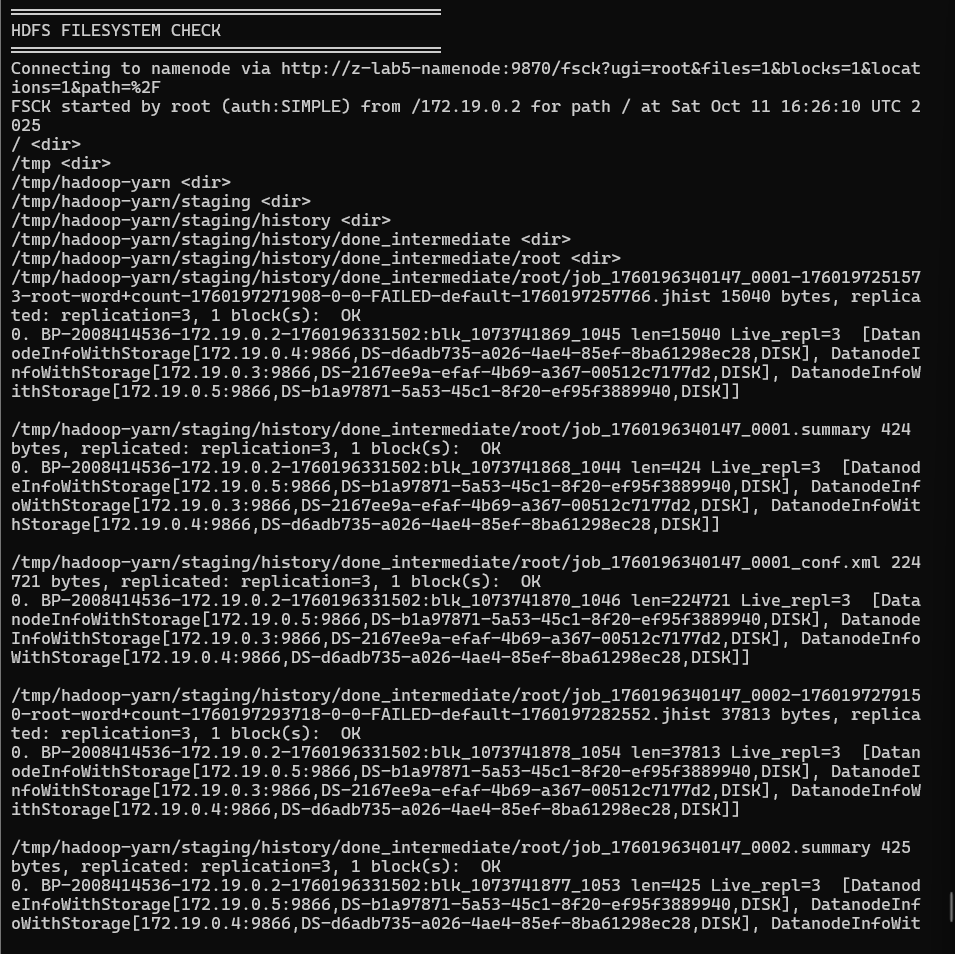 HDFS FILESYSTEM CHECK
Connecting to namenode via http://z-lab5-namenode:9870/fsck?ugi=root&files=1&blocks=1&locat
ions=1&path=%2F
FSCK started by root (auth:SIMPLE) from /172.19.0.2 for path / at Sat Oct 11 16:26:10 UTC 2
025
/ <dir>
/tmp <dir>
/tmp/hadoop-yarn <dir>
/tmp/hadoop-yarn/staging <dir>
/tmp/hadoop-yarn/staging/history <dir>
/tmp/hadoop-yarn/staging/history/done_intermediate <dir>
/tmp/hadoop-yarn/staging/history/done_intermediate/root <dir>
/tmp/hadoop-yarn/staging/history/done_intermediate/root/job_1760196340147_0001-176019725157
3-root-word+count-1760197271908-0-0-FAILED-default-1760197257766.jhist 15040 bytes, replica
ted: replication=3, 1 block(s):  OK
0. BP-2008414536-172.19.0.2-1760196331502:blk_1073741869_1045 len=15040 Live_repl=3  [Datan
odeInfoWithStorage[172.19.0.4:9866,DS-d6adb735-a026-4ae4-85ef-8ba61298ec28,DISK], DatanodeI
nfoWithStorage[172.19.0.3:9866,DS-2167ee9a-efaf-4b69-a367-00512c7177d2,DISK], DatanodeInfoW
ithStorage[172.19.0.5:9866,DS-b1a97871-5a53-45c1-8f20-ef95f3889940,DISK]]
/tmp/hadoop-yarn/staging/history/done_intermediate/root/job_1760196340147_0001.summary 424
bytes, replicated: replication=3, 1 block(s):  OK
0. BP-2008414536-172.19.0.2-1760196331502:blk_1073741868_1044 len=424 Live_repl=3  [Datanod
eInfoWithStorage[172.19.0.5:9866,DS-b1a97871-5a53-45c1-8f20-ef95f3889940,DISK], DatanodeInf
oWithStorage[172.19.0.3:9866,DS-2167ee9a-efaf-4b69-a367-00512c7177d2,DISK], DatanodeInfoWit
hStorage[172.19.0.4:9866,DS-d6adb735-a026-4ae4-85ef-8ba61298ec28,DISK]]
/tmp/hadoop-yarn/staging/history/done_intermediate/root/job_1760196340147_0001_conf.xml 224
721 bytes, replicated: replication=3, 1 block(s):  OK
0. BP-2008414536-172.19.0.2-1760196331502:blk_1073741870_1046 len=224721 Live_repl=3  [Data
nodeInfoWithStorage[172.19.0.5:9866,DS-b1a97871-5a53-45c1-8f20-ef95f3889940,DISK], Datanode
InfoWithStorage[172.19.0.3:9866,DS-2167ee9a-efaf-4b69-a367-00512c7177d2,DISK], DatanodeInfo
WithStorage[172.19.0.4:9866,DS-d6adb735-a026-4ae4-85ef-8ba61298ec28,DISK]]
/tmp/hadoop-yarn/staging/history/done_intermediate/root/job_1760196340147_0002-176019727915
0-root-word+count-1760197293718-0-0-FAILED-default-1760197282552.jhist 37813 bytes, replica
ted: replication=3, 1 block(s):  OK
0. BP-2008414536-172.19.0.2-1760196331502:blk_1073741878_1054 len=37813 Live_repl=3  [Datan
odeInfoWithStorage[172.19.0.5:9866,DS-b1a97871-5a53-45c1-8f20-ef95f3889940,DISK], DatanodeI
nfoWithStorage[172.19.0.3:9866,DS-2167ee9a-efaf-4b69-a367-00512c7177d2,DISK], DatanodeInfoW
ithStorage[172.19.0.4:9866,DS-d6adb735-a026-4ae4-85ef-8ba61298ec28,DISK]]
/tmp/hadoop-yarn/staging/history/done_intermediate/root/job_1760196340147_0002.summary 425
bytes, replicated: replication=3, 1 block(s):  OK
0. BP-2008414536-172.19.0.2-1760196331502:blk_1073741877_1053 len=425 Live_repl=3  [Datanod
eInfoWithStorage[172.19.0.5:9866,DS-b1a97871-5a53-45c1-8f20-ef95f3889940,DISK], DatanodeInf
oWithStorage[172.19.0.4:9866,DS-d6adb735-a026-4ae4-85ef-8ba61298ec28,DISK], DatanodeInfoWit